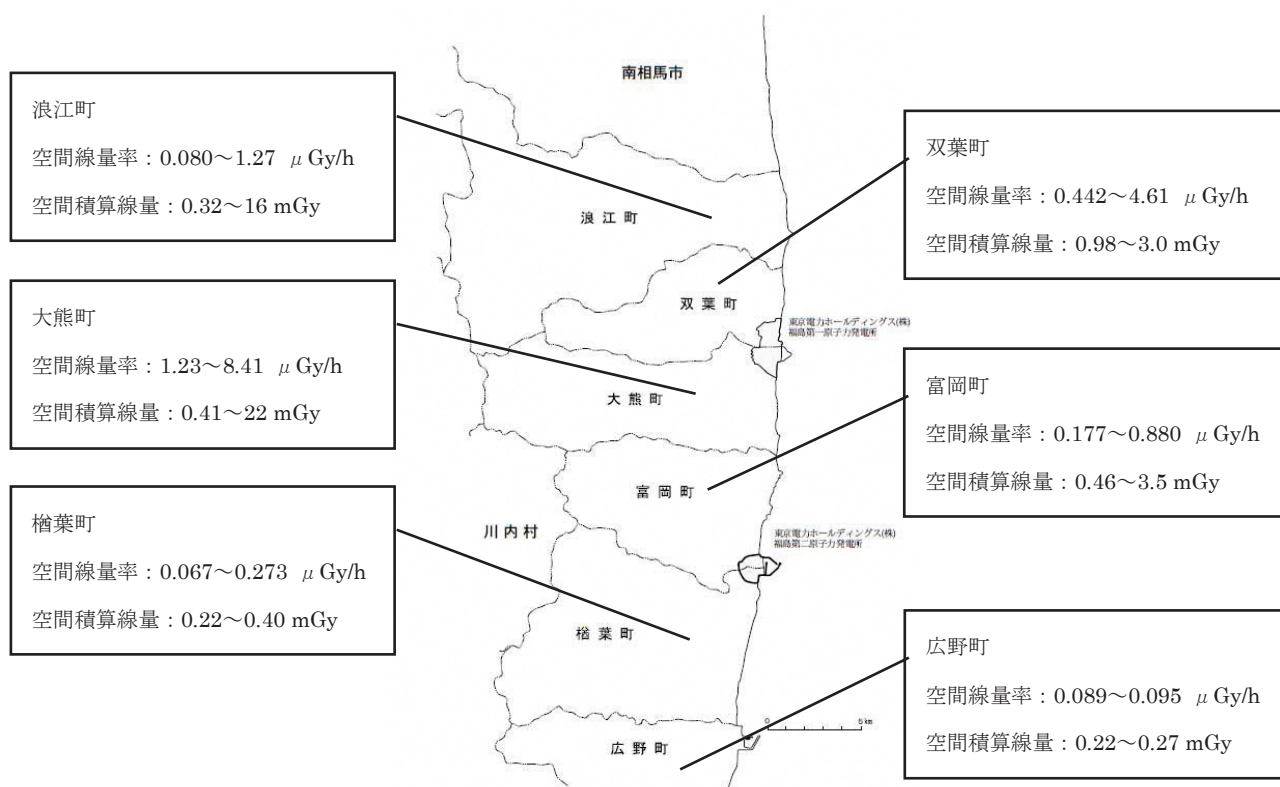 南相馬市
浪江町
空間線量率：0.080～1.27 μGy/h
空間積算線量：0.32～16 mGy
双葉町
空間線量率：0.442～4.61 μGy/h
空間積算線量：0.98～3.0 mGy
浪江町
大熊町
空間線量率：1.23～8.41 μGy/h
空間積算線量：0.41～22 mGy
双葉町
東京電力ホールディングス(株)
福島第一原子力発電所
大熊町
富岡町
空間線量率：0.177～0.880 μGy/h
空間積算線量：0.46～3.5 mGy
富岡町
楢葉町
空間線量率：0.067～0.273 μGy/h
空間積算線量：0.22～0.40 mGy
川内村
東京電力ホールディングス(株)
福島第二原子力発電所
楢葉町
広野町
空間線量率：0.089～0.095 μGy/h
空間積算線量：0.22～0.27 mGy
0 5 km
広野町